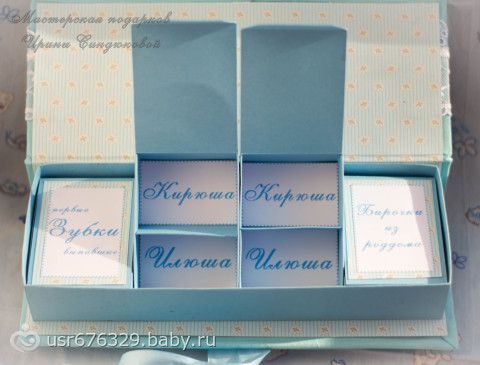 Мастерская подарков
Ирины Синдюковой
первые
Зубки
выпавшие
Кирюша
Кирюша
Илюша
Илюша
Бирочки
из
роддома
usr676329.baby.ru